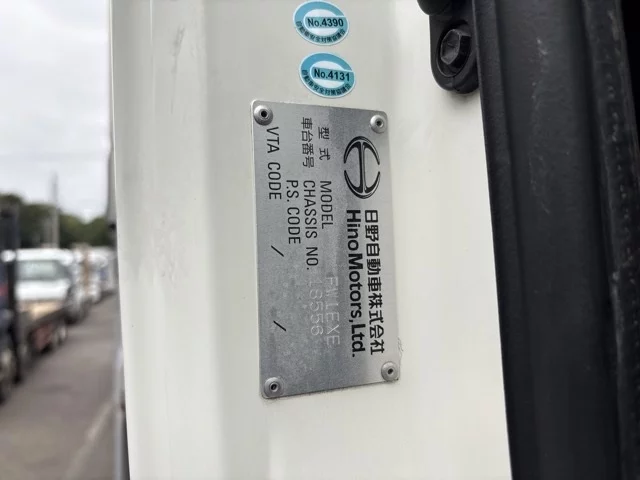 No.4390
No.4131
日野自動車株式会社
HinoMotors,Ltd.
型式 MODEL FW1EXE
車台番号 CHASSIS NO. 18556
P.S. CODE /
VTA CODE /